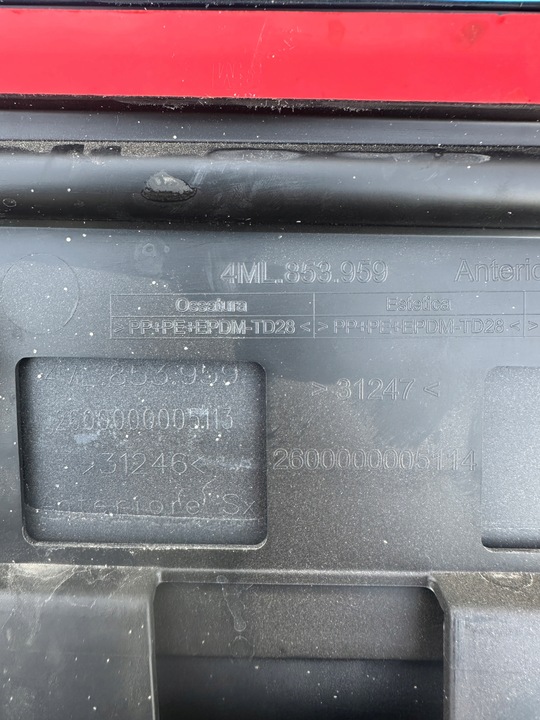 4ML.853.959 Anterio
Ossatura Estetica
>PP+PE+EPDM-TD28< >PP+PE+EPDM-TD28<
4ML.853.959
>31247<
2600000005113
2600000005114
>31246<
Anteriore Sx